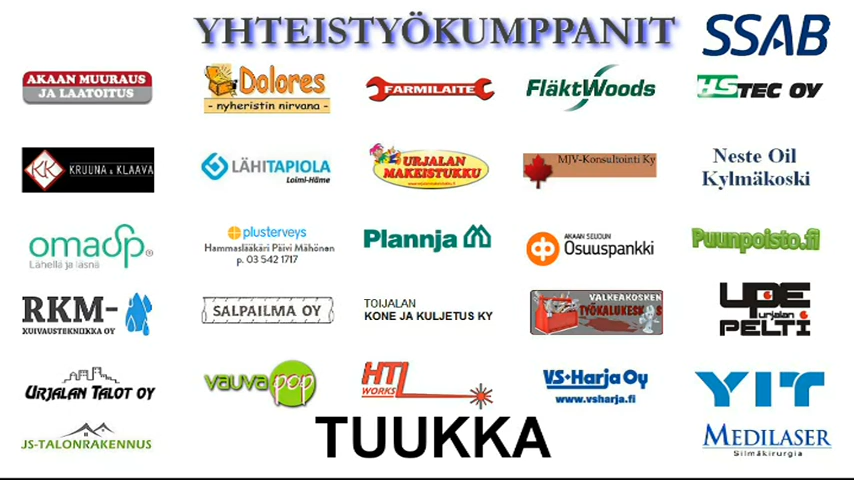 YHTEISTYÖKUMPPANIT
SSAB
AKAAN MUURAUS
JA LAATOITUS
Dolores
- nyheristin nirvana -
FARMILAITE
FläktWoods
HS TEC OY
KK KRUUNA & KLAAVA
LÄHITAPIOLA
Loimi-Häme
URJALAN
MAKEISTUKKU
MJV-Konsultointi Ky
Neste Oil
Kylmäkoski
omaSp
Lähellä ja läsnä
plusterveys
Hammaslääkäri Päivi Mähönen
p. 03 542 1717
Plannja
AKAAN SEUDUN
Osuuspankki
Puunpoisto.fi
RKM-
KUIVAUSTEKNIIKKA OY
SALPAILMA OY
TOIJALAN
KONE JA KULJETUS KY
VALKEAKOSKEN
TYÖKALUKESKUS
UPE
urjalan
PELTI
URJALAN TALOT OY
vauvapop
HTL
WORKS
VS-Harja Oy
www.vsharja.fi
YIT
JS-TALONRAKENNUS
TUUKKA
MEDILASER
Silmäkirurgia